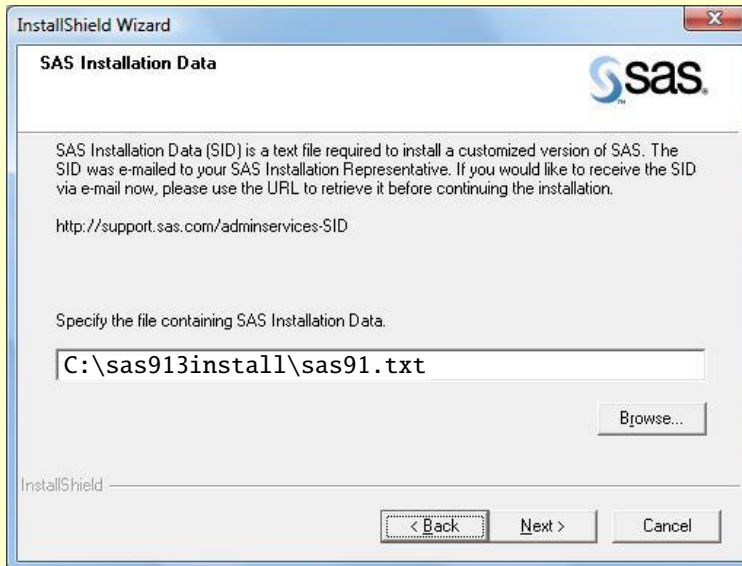 InstallShield Wizard
SAS Installation Data
sas.
TM
SAS Installation Data (SID) is a text file required to install a customized version of SAS. The
SID was e-mailed to your SAS Installation Representative. If you would like to receive the SID
via e-mail now, please use the URL to retrieve it before continuing the installation.
http://support.sas.com/adminservices-SID
Specify the file containing SAS Installation Data.
C:\sas913install\sas91.txt
Browse...
InstallShield
< Back Next > Cancel